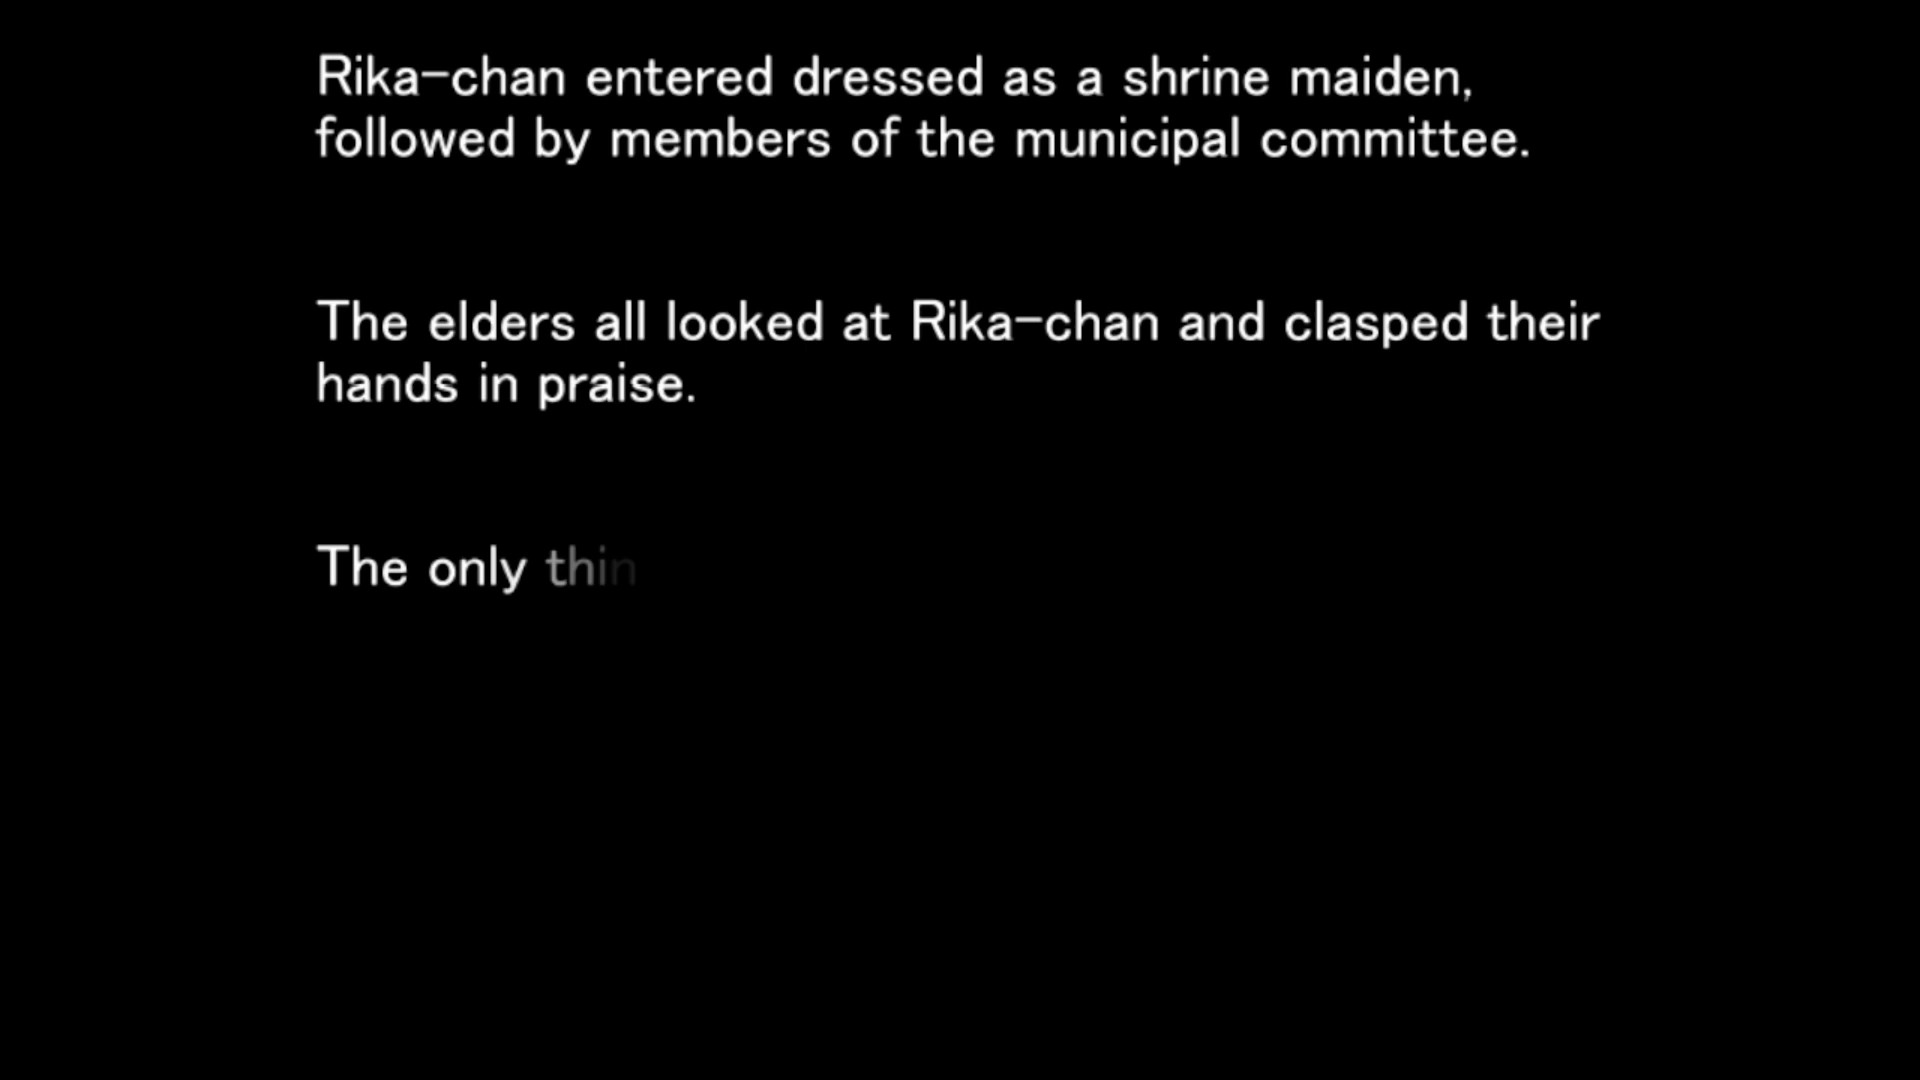 Rika-chan entered dressed as a shrine maiden,
followed by members of the municipal committee.
The elders all looked at Rika-chan and clasped their
hands in praise.
The only thin